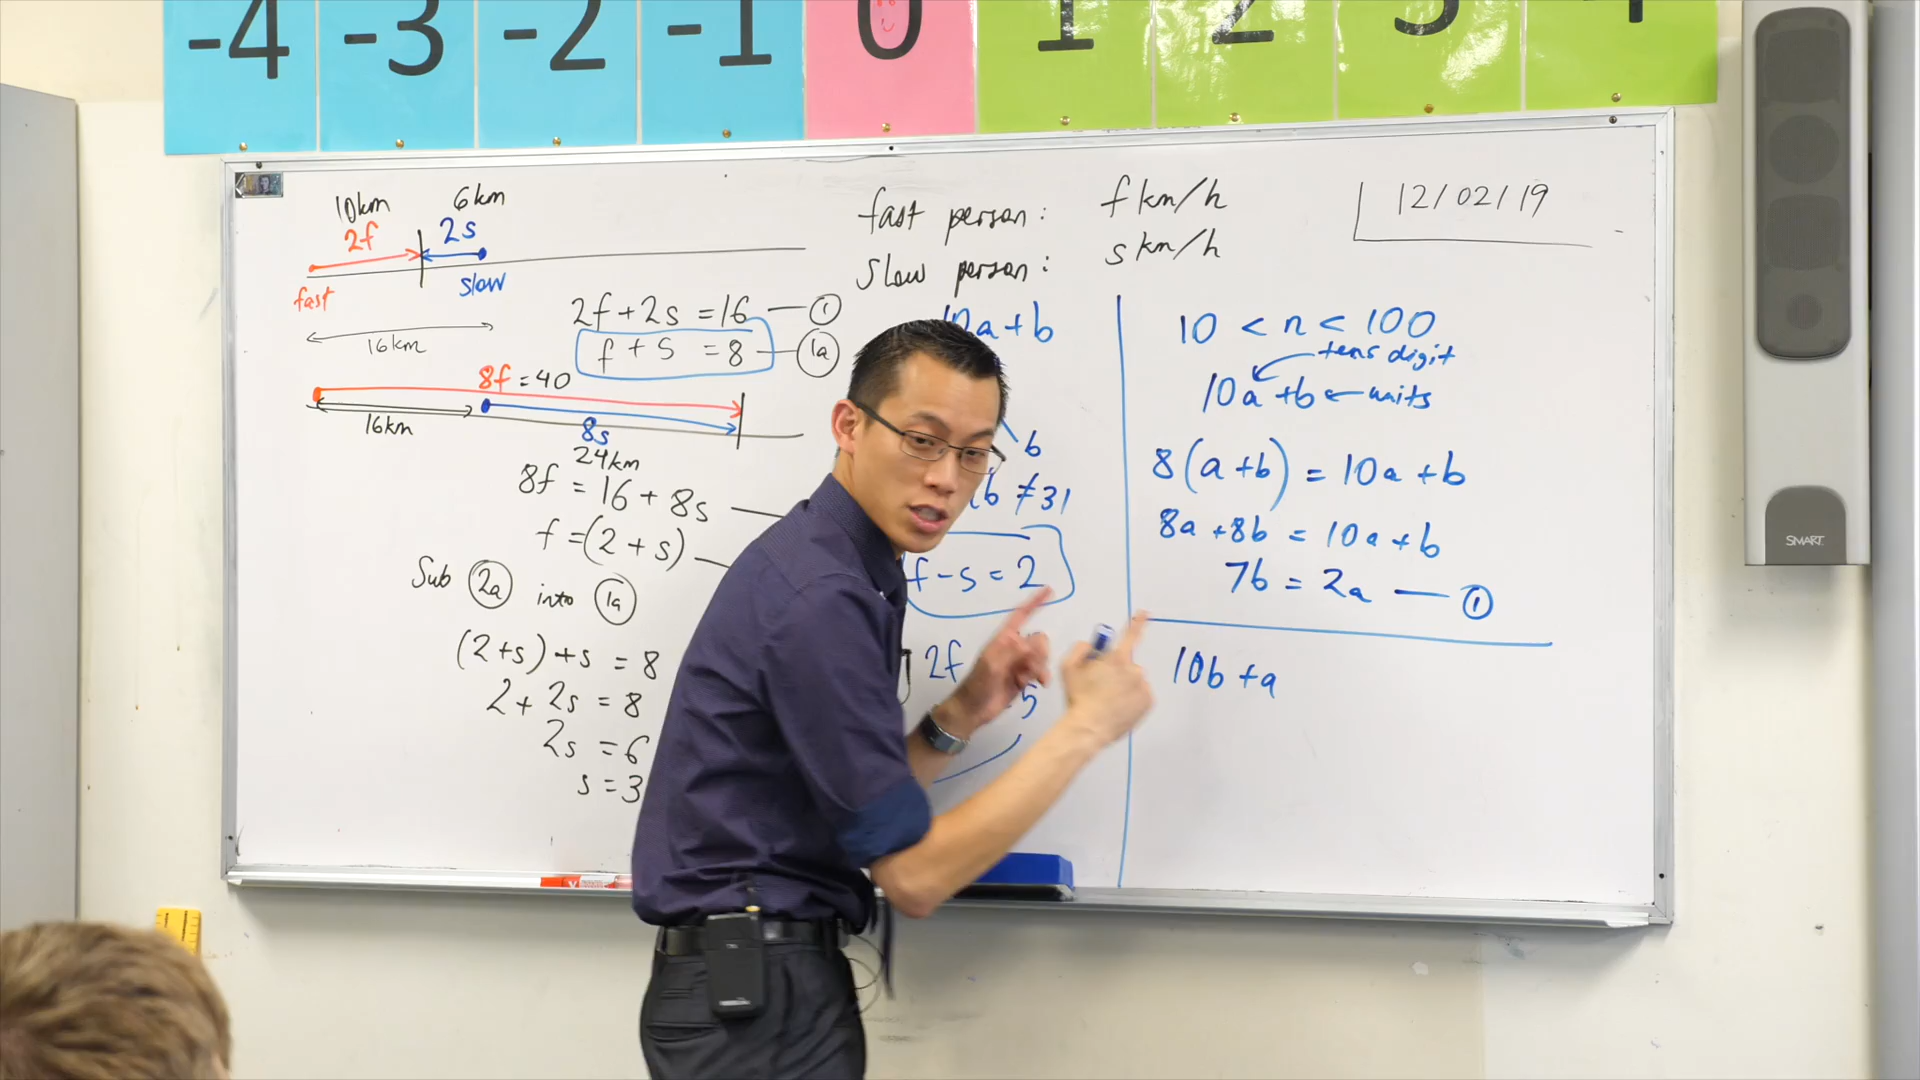 -4 -3 -2 -1 0 1 2
10km 6km
2f 2s
fast slow
16km
2f+2s =16 — ①
f + s = 8 — 1a
8f = 40
16km
8s
24km
8f = 16 + 8s
f = (2 + s)
Sub 2a into 1a
(2+s)+s = 8
2+ 2s = 8
2s = 6
s = 3
fast person: f km/h
slow person: s km/h
12/02/19
10a+b
b
≠31
f-s = 2
2f
5
10 < n < 100
tens digit
10a +b ← units
8(a+b) = 10a + b
8a +8b = 10a + b
7b = 2a — ①
10b +a
SMART